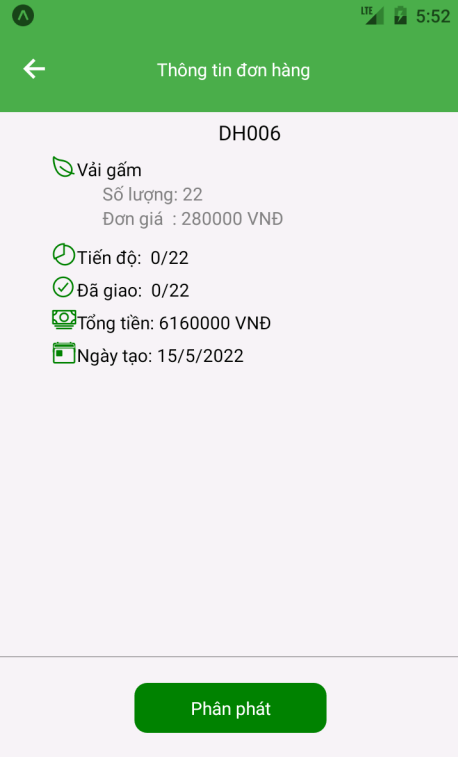 LTE 5:52
Thông tin đơn hàng
DH006
Vải gấm
Số lượng: 22
Đơn giá : 280000 VNĐ
Tiến độ: 0/22
Đã giao: 0/22
Tổng tiền: 6160000 VNĐ
Ngày tạo: 15/5/2022
Phân phát